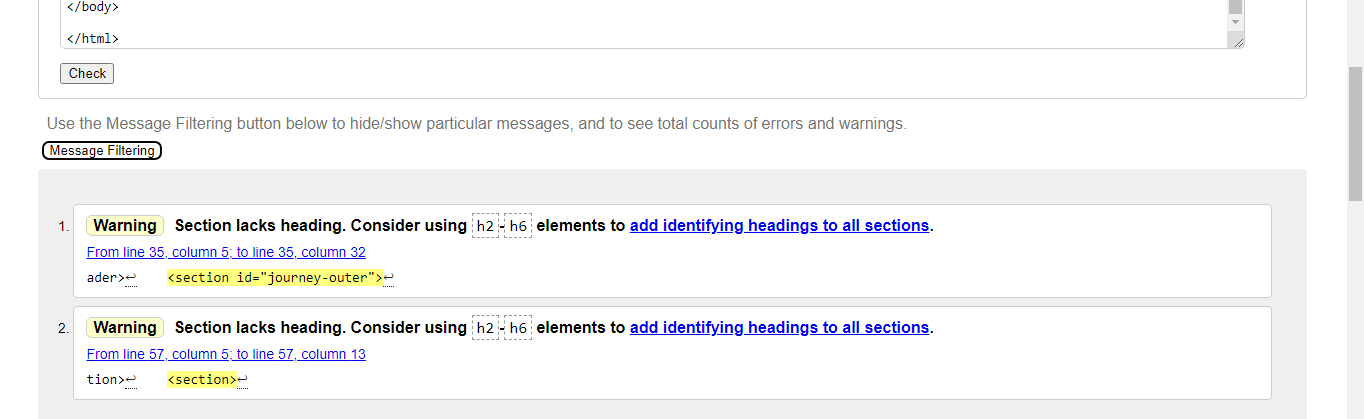 </body>
</html>
Check
Use the Message Filtering button below to hide/show particular messages, and to see total counts of errors and warnings.
Message Filtering
1. Warning Section lacks heading. Consider using h2-h6 elements to add identifying headings to all sections.
From line 35, column 5; to line 35, column 32
ader>↩ <section id="journey-outer">↩
2. Warning Section lacks heading. Consider using h2-h6 elements to add identifying headings to all sections.
From line 57, column 5; to line 57, column 13
tion>↩ <section>↩